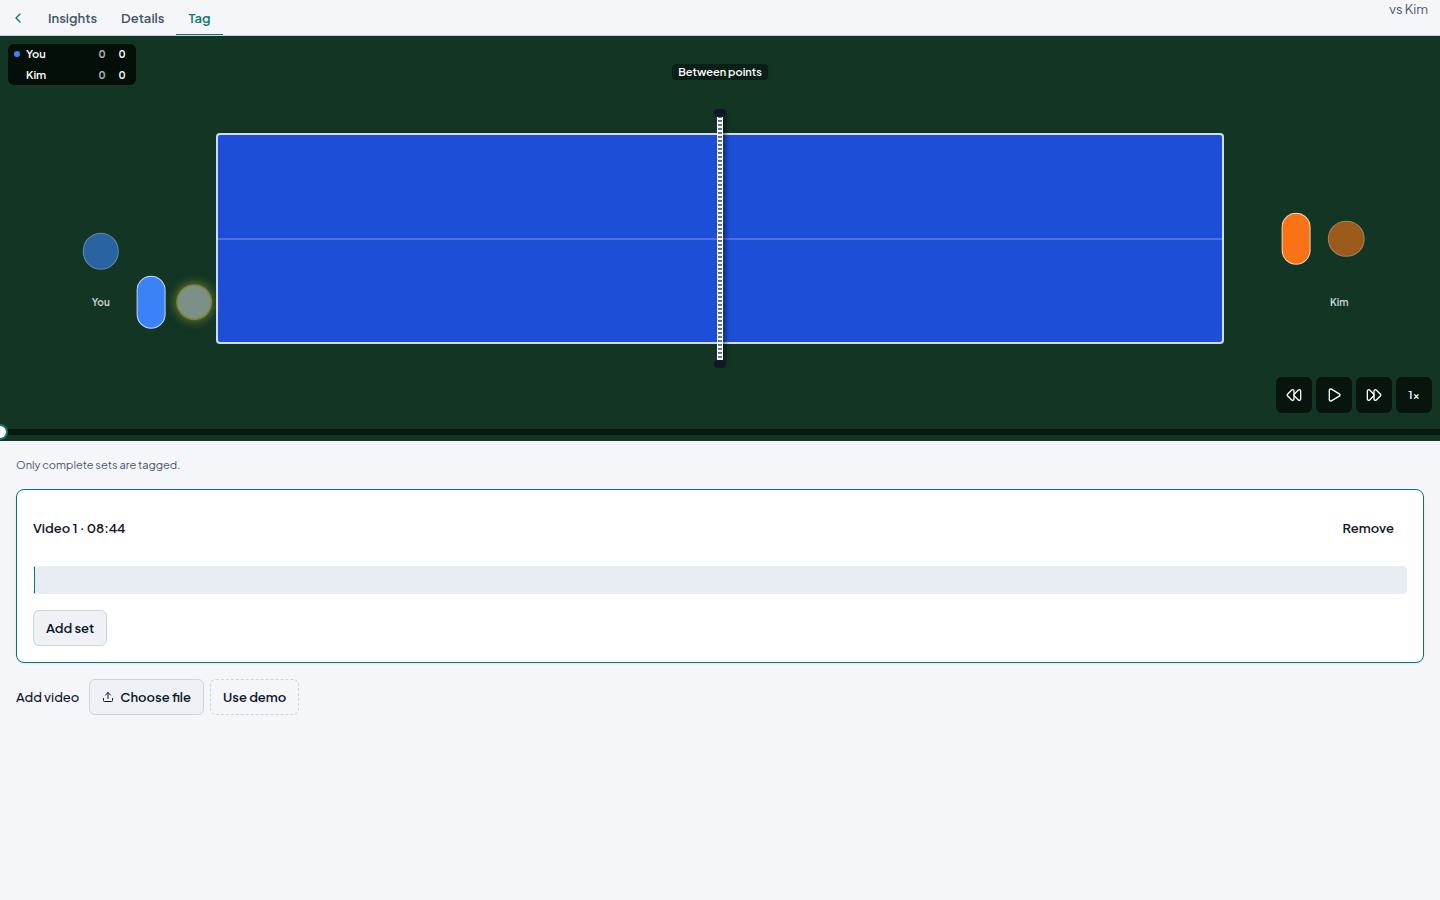 Insights Details Tag vs Kim
You 0 0
Kim 0 0
Between points
You
Kim
1×
Only complete sets are tagged.
Video 1 · 08:44 Remove
Add set
Add video Choose file Use demo